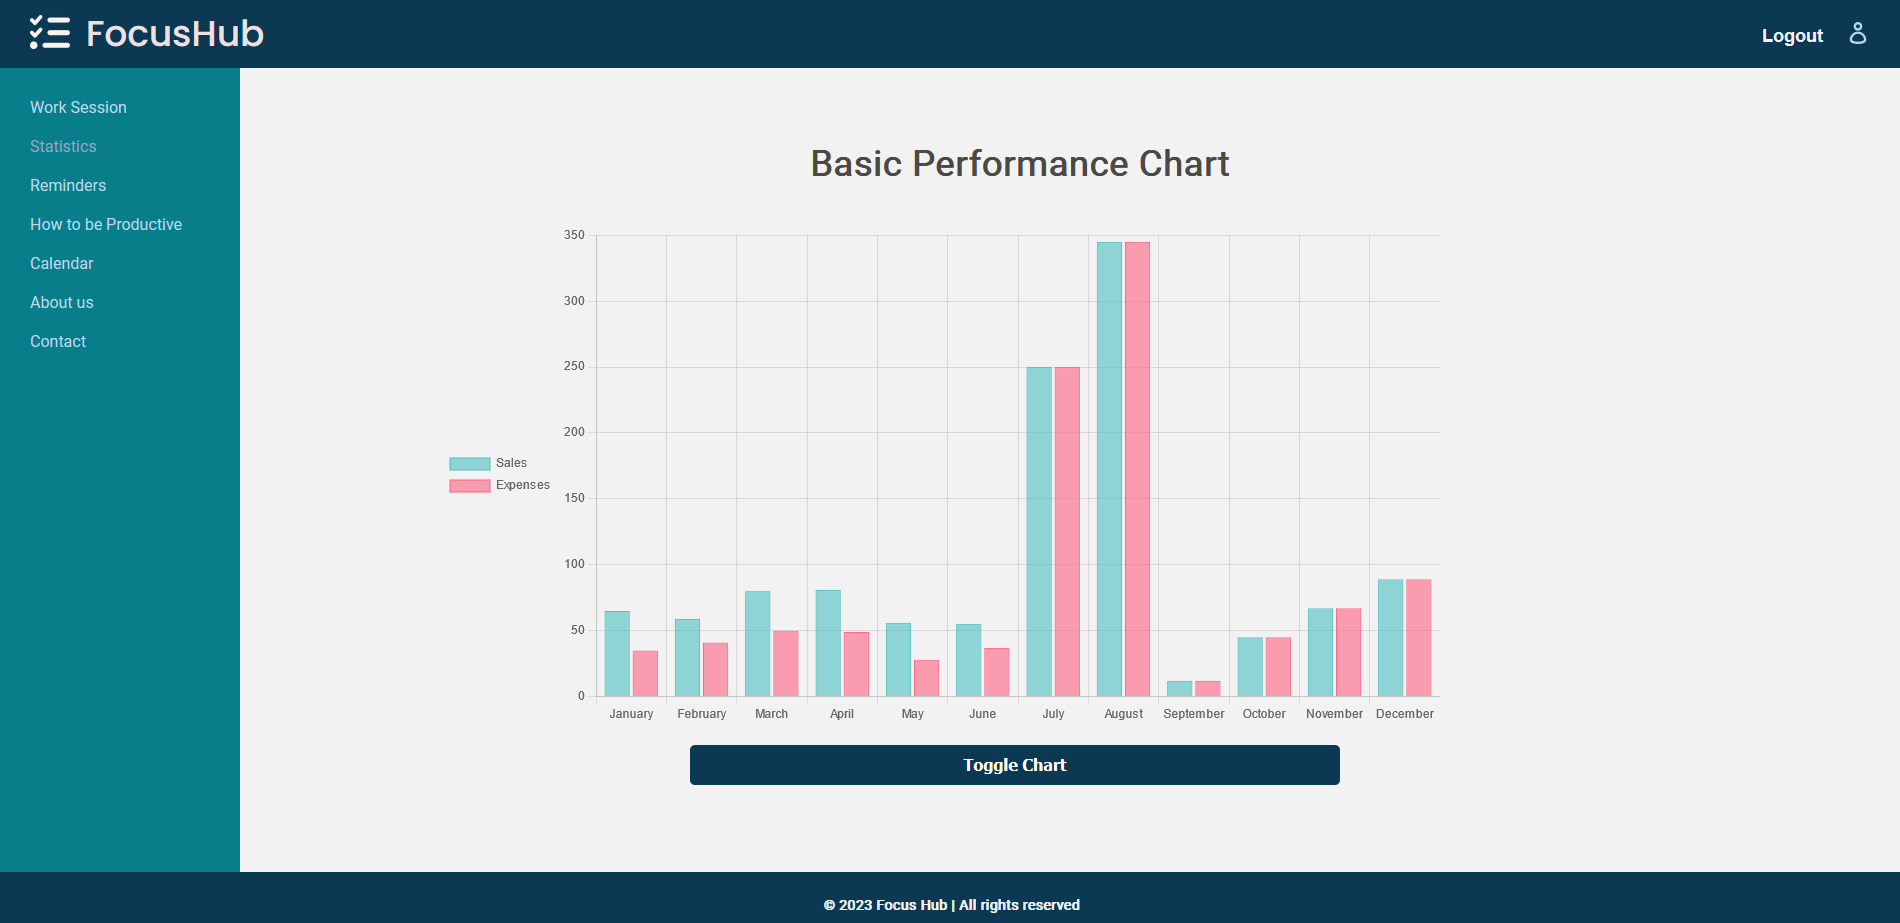 FocusHub
Logout
Work Session
Statistics
Reminders
How to be Productive
Calendar
About us
Contact
Basic Performance Chart
Sales
Expenses
350
300
250
200
150
100
50
0
January February March April May June July August September October November December
Toggle Chart
© 2023 Focus Hub | All rights reserved